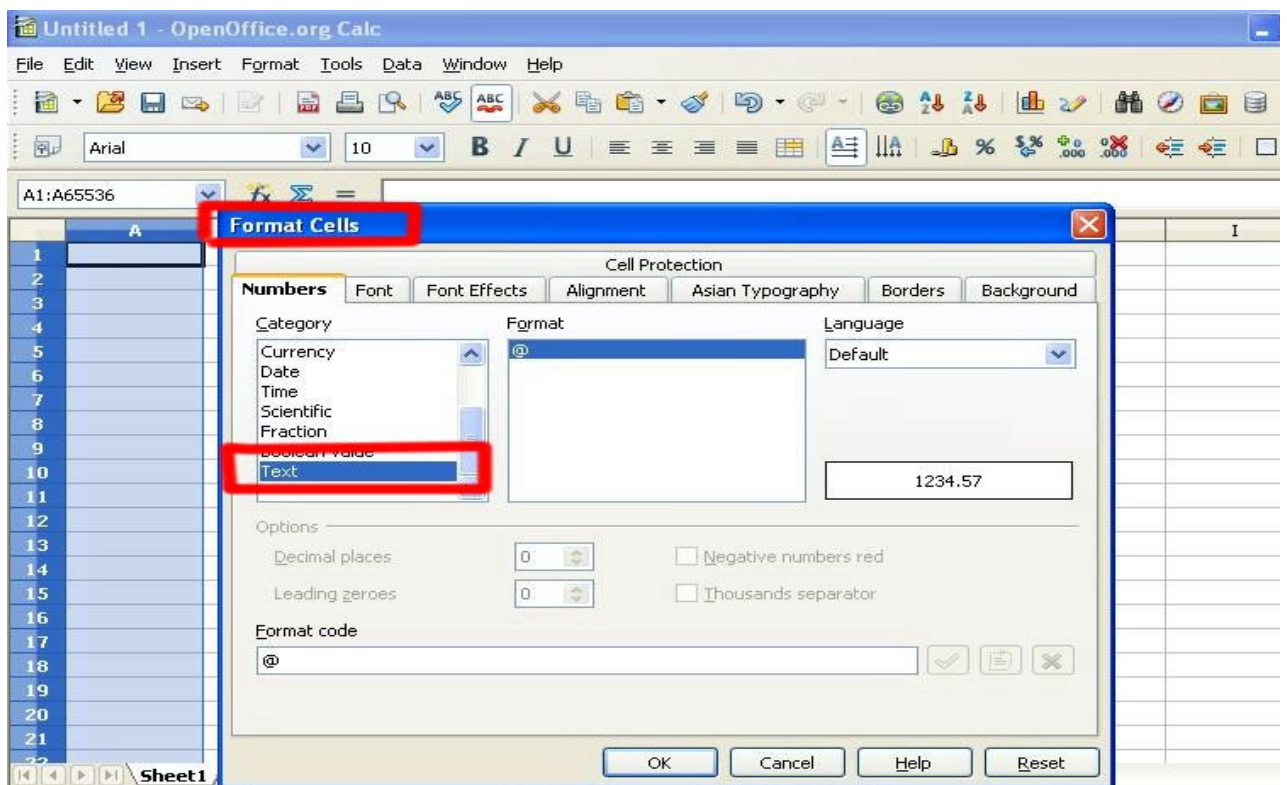 Untitled 1 - OpenOffice.org Calc
File Edit View Insert Format Tools Data Window Help
Arial 10
A1:A65536
A I
Format Cells
Cell Protection
Numbers Font Font Effects Alignment Asian Typography Borders Background
Category Format Language
Currency @ Default
Date
Time
Scientific
Fraction
Boolean Value
Text
1234.57
Options
Decimal places 0 Negative numbers red
Leading zeroes 0 Thousands separator
Format code
@
OK Cancel Help Reset
1
2
3
4
5
6
7
8
9
10
11
12
13
14
15
16
17
18
19
20
21
22
Sheet1